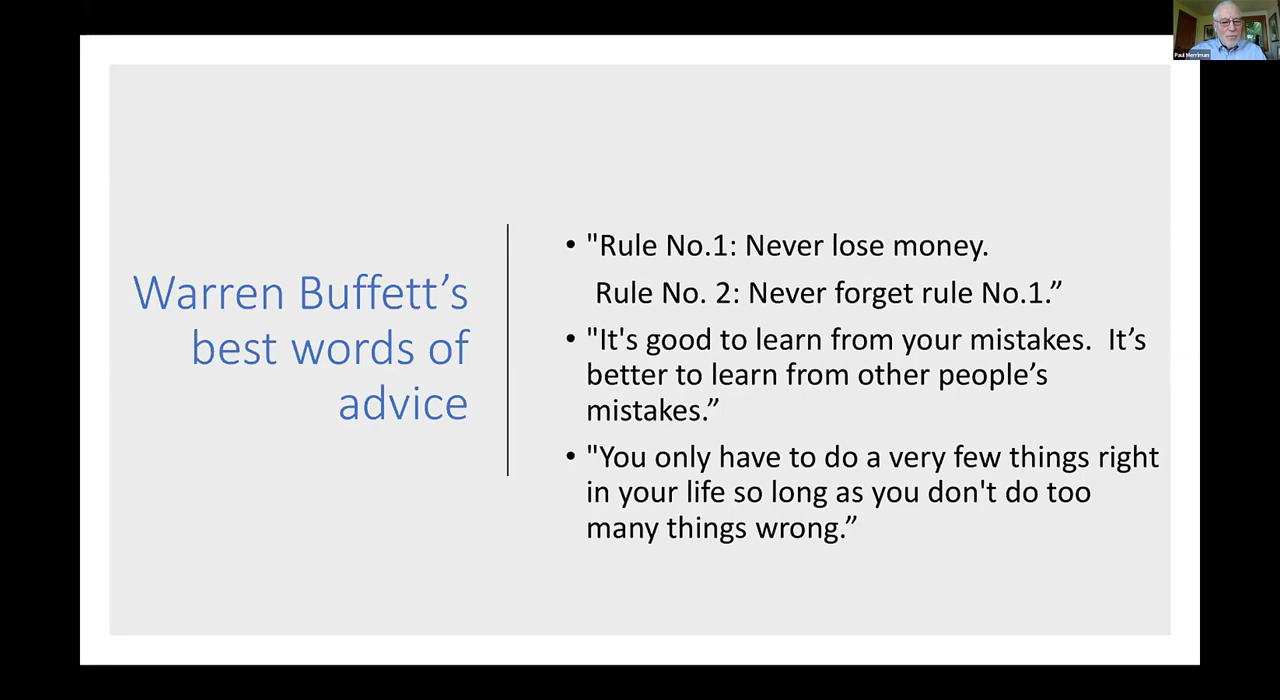 Paul Merriman
Warren Buffett’s
best words of
advice
• "Rule No.1: Never lose money.
Rule No. 2: Never forget rule No.1.”
• "It's good to learn from your mistakes.  It’s
better to learn from other people’s
mistakes.”
• "You only have to do a very few things right
in your life so long as you don't do too
many things wrong.”